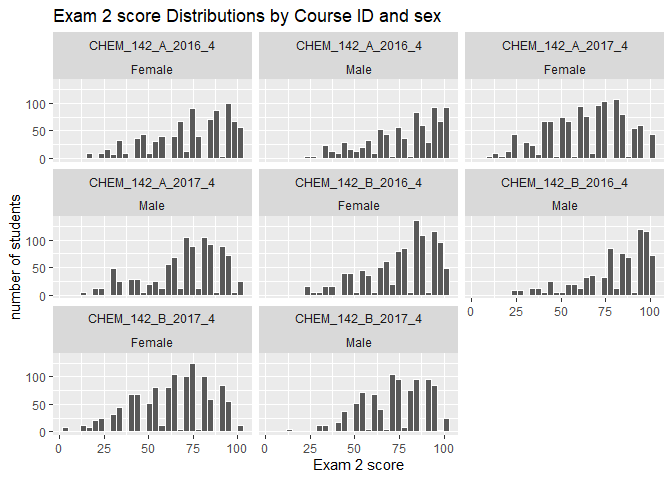 Exam 2 score Distributions by Course ID and sex
CHEM_142_A_2016_4
Female
CHEM_142_A_2016_4
Male
CHEM_142_A_2017_4
Female
100
50
0
CHEM_142_A_2017_4
Male
CHEM_142_B_2016_4
Female
CHEM_142_B_2016_4
Male
number of students
100
50
0
0 25 50 75 100
CHEM_142_B_2017_4
Female
CHEM_142_B_2017_4
Male
100
50
0
0 25 50 75 100
0 25 50 75 100
Exam 2 score